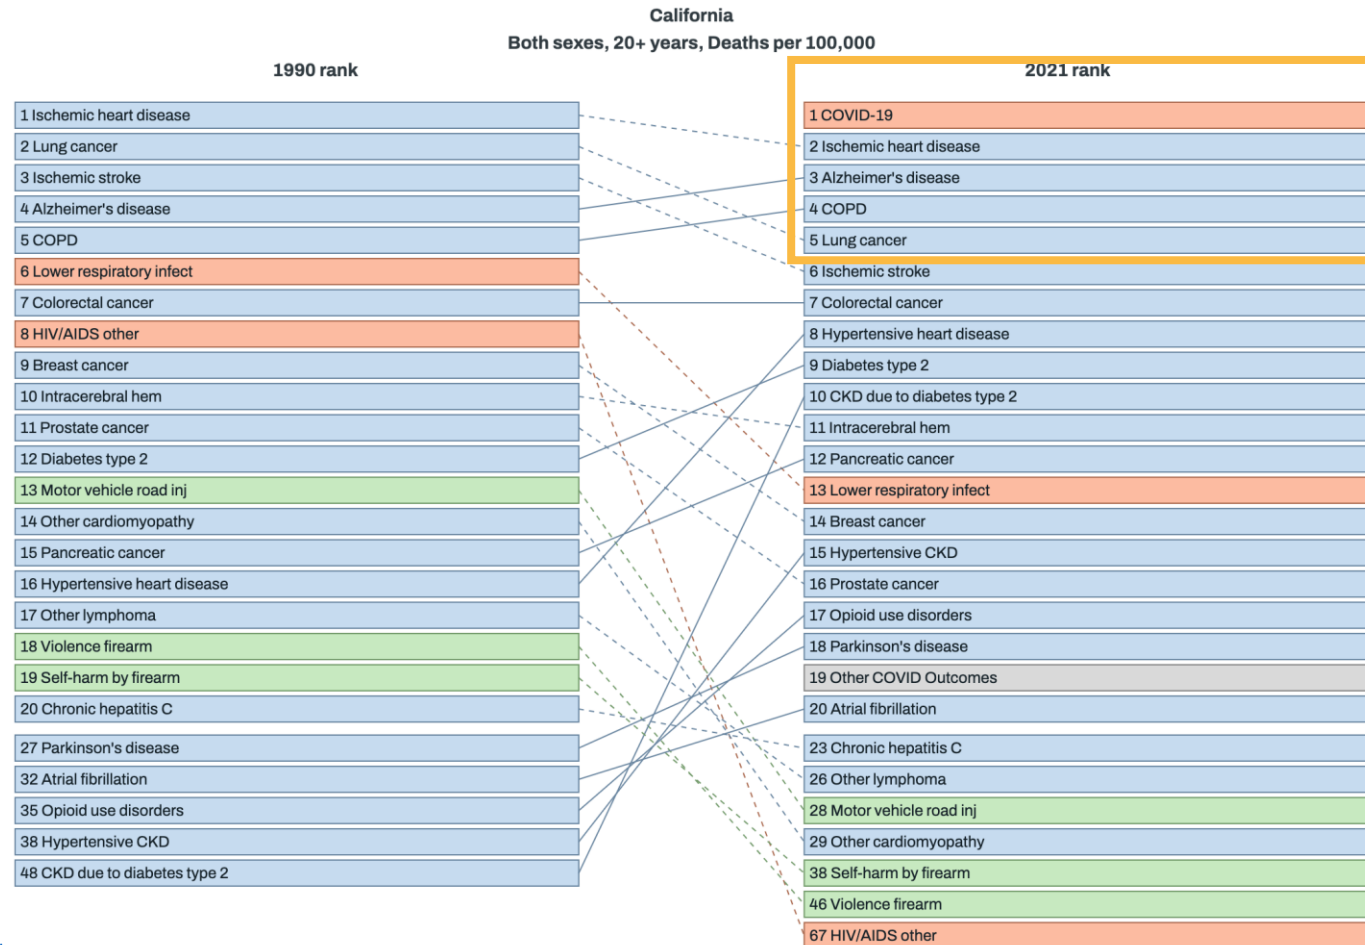 California
Both sexes, 20+ years, Deaths per 100,000
1990 rank
1 Ischemic heart disease
2 Lung cancer
3 Ischemic stroke
4 Alzheimer's disease
5 COPD
6 Lower respiratory infect
7 Colorectal cancer
8 HIV/AIDS other
9 Breast cancer
10 Intracerebral hem
11 Prostate cancer
12 Diabetes type 2
13 Motor vehicle road inj
14 Other cardiomyopathy
15 Pancreatic cancer
16 Hypertensive heart disease
17 Other lymphoma
18 Violence firearm
19 Self-harm by firearm
20 Chronic hepatitis C
27 Parkinson's disease
32 Atrial fibrillation
35 Opioid use disorders
38 Hypertensive CKD
48 CKD due to diabetes type 2
2021 rank
1 COVID-19
2 Ischemic heart disease
3 Alzheimer's disease
4 COPD
5 Lung cancer
6 Ischemic stroke
7 Colorectal cancer
8 Hypertensive heart disease
9 Diabetes type 2
10 CKD due to diabetes type 2
11 Intracerebral hem
12 Pancreatic cancer
13 Lower respiratory infect
14 Breast cancer
15 Hypertensive CKD
16 Prostate cancer
17 Opioid use disorders
18 Parkinson's disease
19 Other COVID Outcomes
20 Atrial fibrillation
23 Chronic hepatitis C
26 Other lymphoma
28 Motor vehicle road inj
29 Other cardiomyopathy
38 Self-harm by firearm
46 Violence firearm
67 HIV/AIDS other